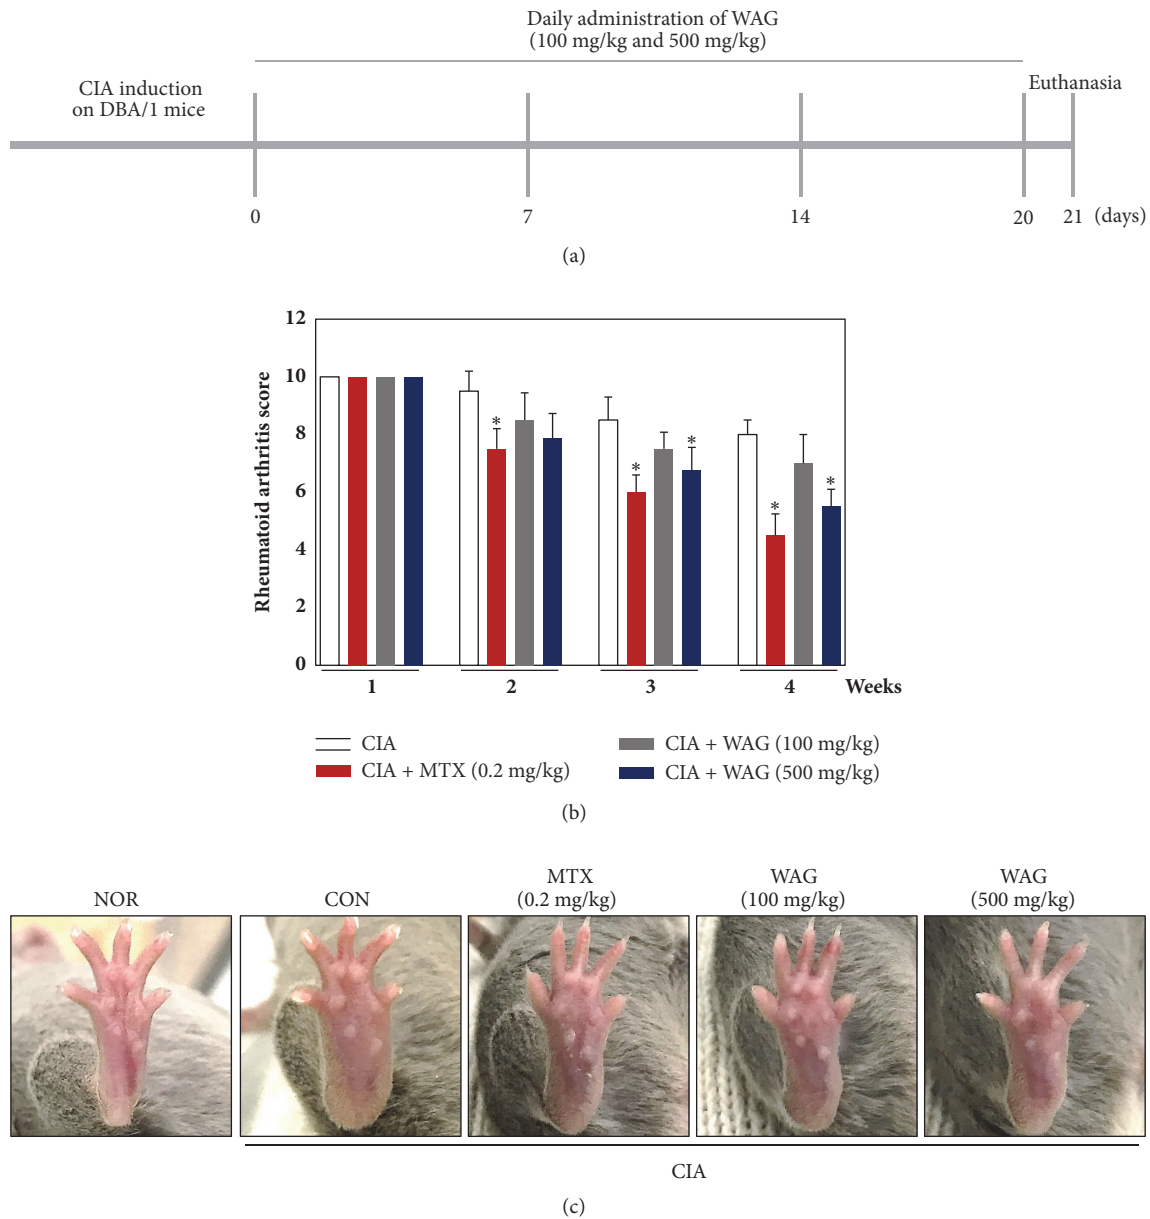 Daily administration of WAG
(100 mg/kg and 500 mg/kg)
CIA induction
on DBA/1 mice
Euthanasia
0 7 14 20 21 (days)
(a)
Rheumatoid arthritis score
12
10
8
6
4
2
0
* * * * *
1 2 3 4 Weeks
CIA
CIA + MTX (0.2 mg/kg)
CIA + WAG (100 mg/kg)
CIA + WAG (500 mg/kg)
(b)
NOR
CON
MTX
(0.2 mg/kg)
WAG
(100 mg/kg)
WAG
(500 mg/kg)
CIA
(c)